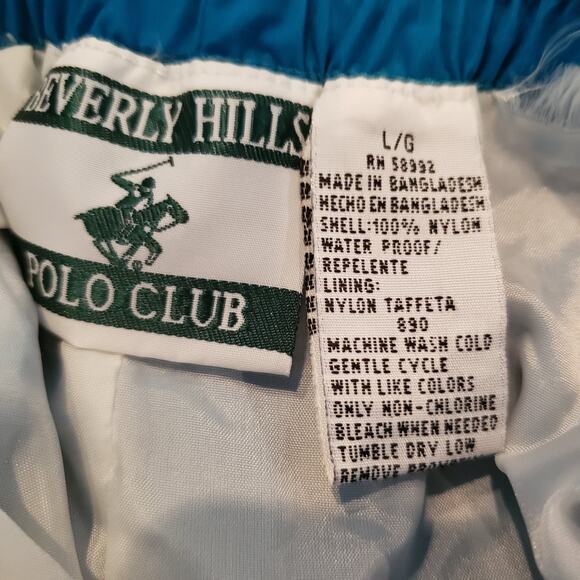 BEVERLY HILLS
POLO CLUB
L/G
RN 58992
MADE IN BANGLADESH
HECHO EN BANGLADESH
SHELL:100% NYLON
WATER PROOF/
REPELENTE
LINING:
NYLON TAFFETA
890
MACHINE WASH COLD
GENTLE CYCLE
WITH LIKE COLORS
ONLY NON-CHLORINE
BLEACH WHEN NEEDED
TUMBLE DRY LOW
REMOVE